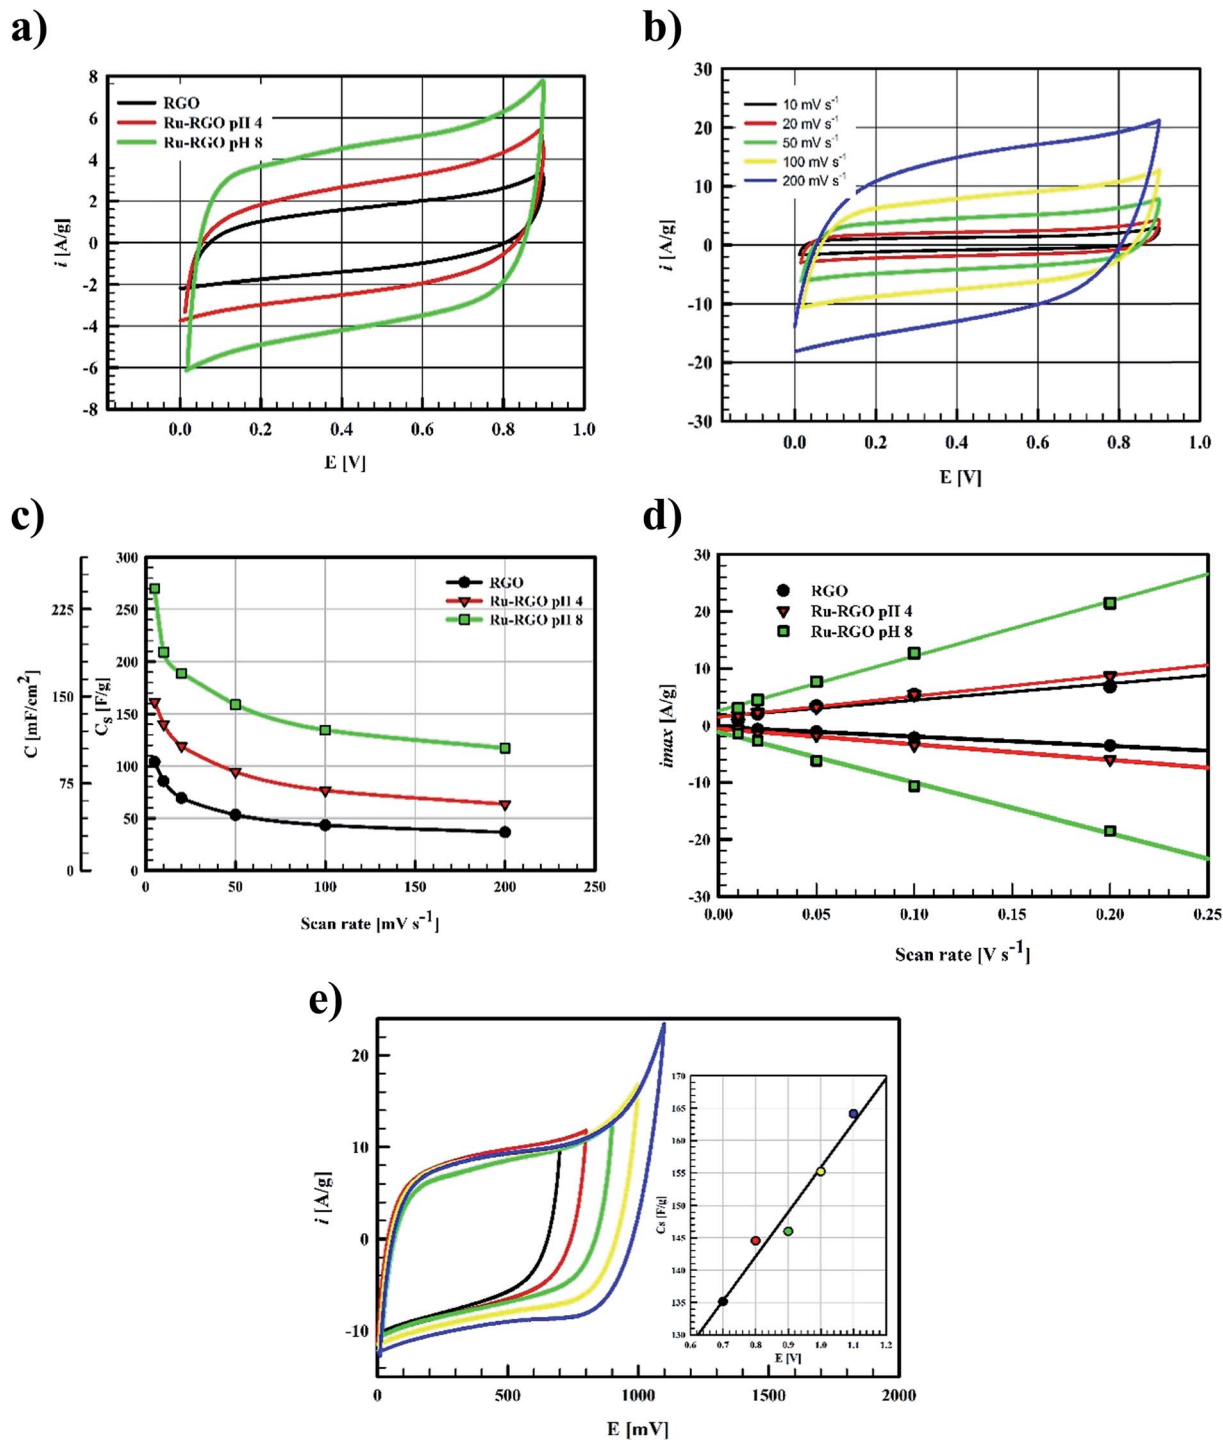 a)
8
6
4
2
0
-2
-4
-6
-8
i [A/g]
RGO
Ru-RGO pH 4
Ru-RGO pH 8
0.0 0.2 0.4 0.6 0.8 1.0
E [V]
b)
30
20
10
0
-10
-20
-30
i [A/g]
10 mV s-1
20 mV s-1
50 mV s-1
100 mV s-1
200 mV s-1
0.0 0.2 0.4 0.6 0.8 1.0
E [V]
c)
C [mF/cm2]
225
150
75
0
Cs [F/g]
300
250
200
150
100
50
0
RGO
Ru-RGO pH 4
Ru-RGO pH 8
0 50 100 150 200 250
Scan rate [mV s-1]
d)
30
20
10
0
-10
-20
-30
imax [A/g]
RGO
Ru-RGO pH 4
Ru-RGO pH 8
0.00 0.05 0.10 0.15 0.20 0.25
Scan rate [V s-1]
e)
20
10
0
-10
i [A/g]
0 500 1000 1500 2000
E [mV]
170
165
160
155
150
145
140
135
130
Cs [F/g]
0.6 0.7 0.8 0.9 1.0 1.1 1.2
E [V]